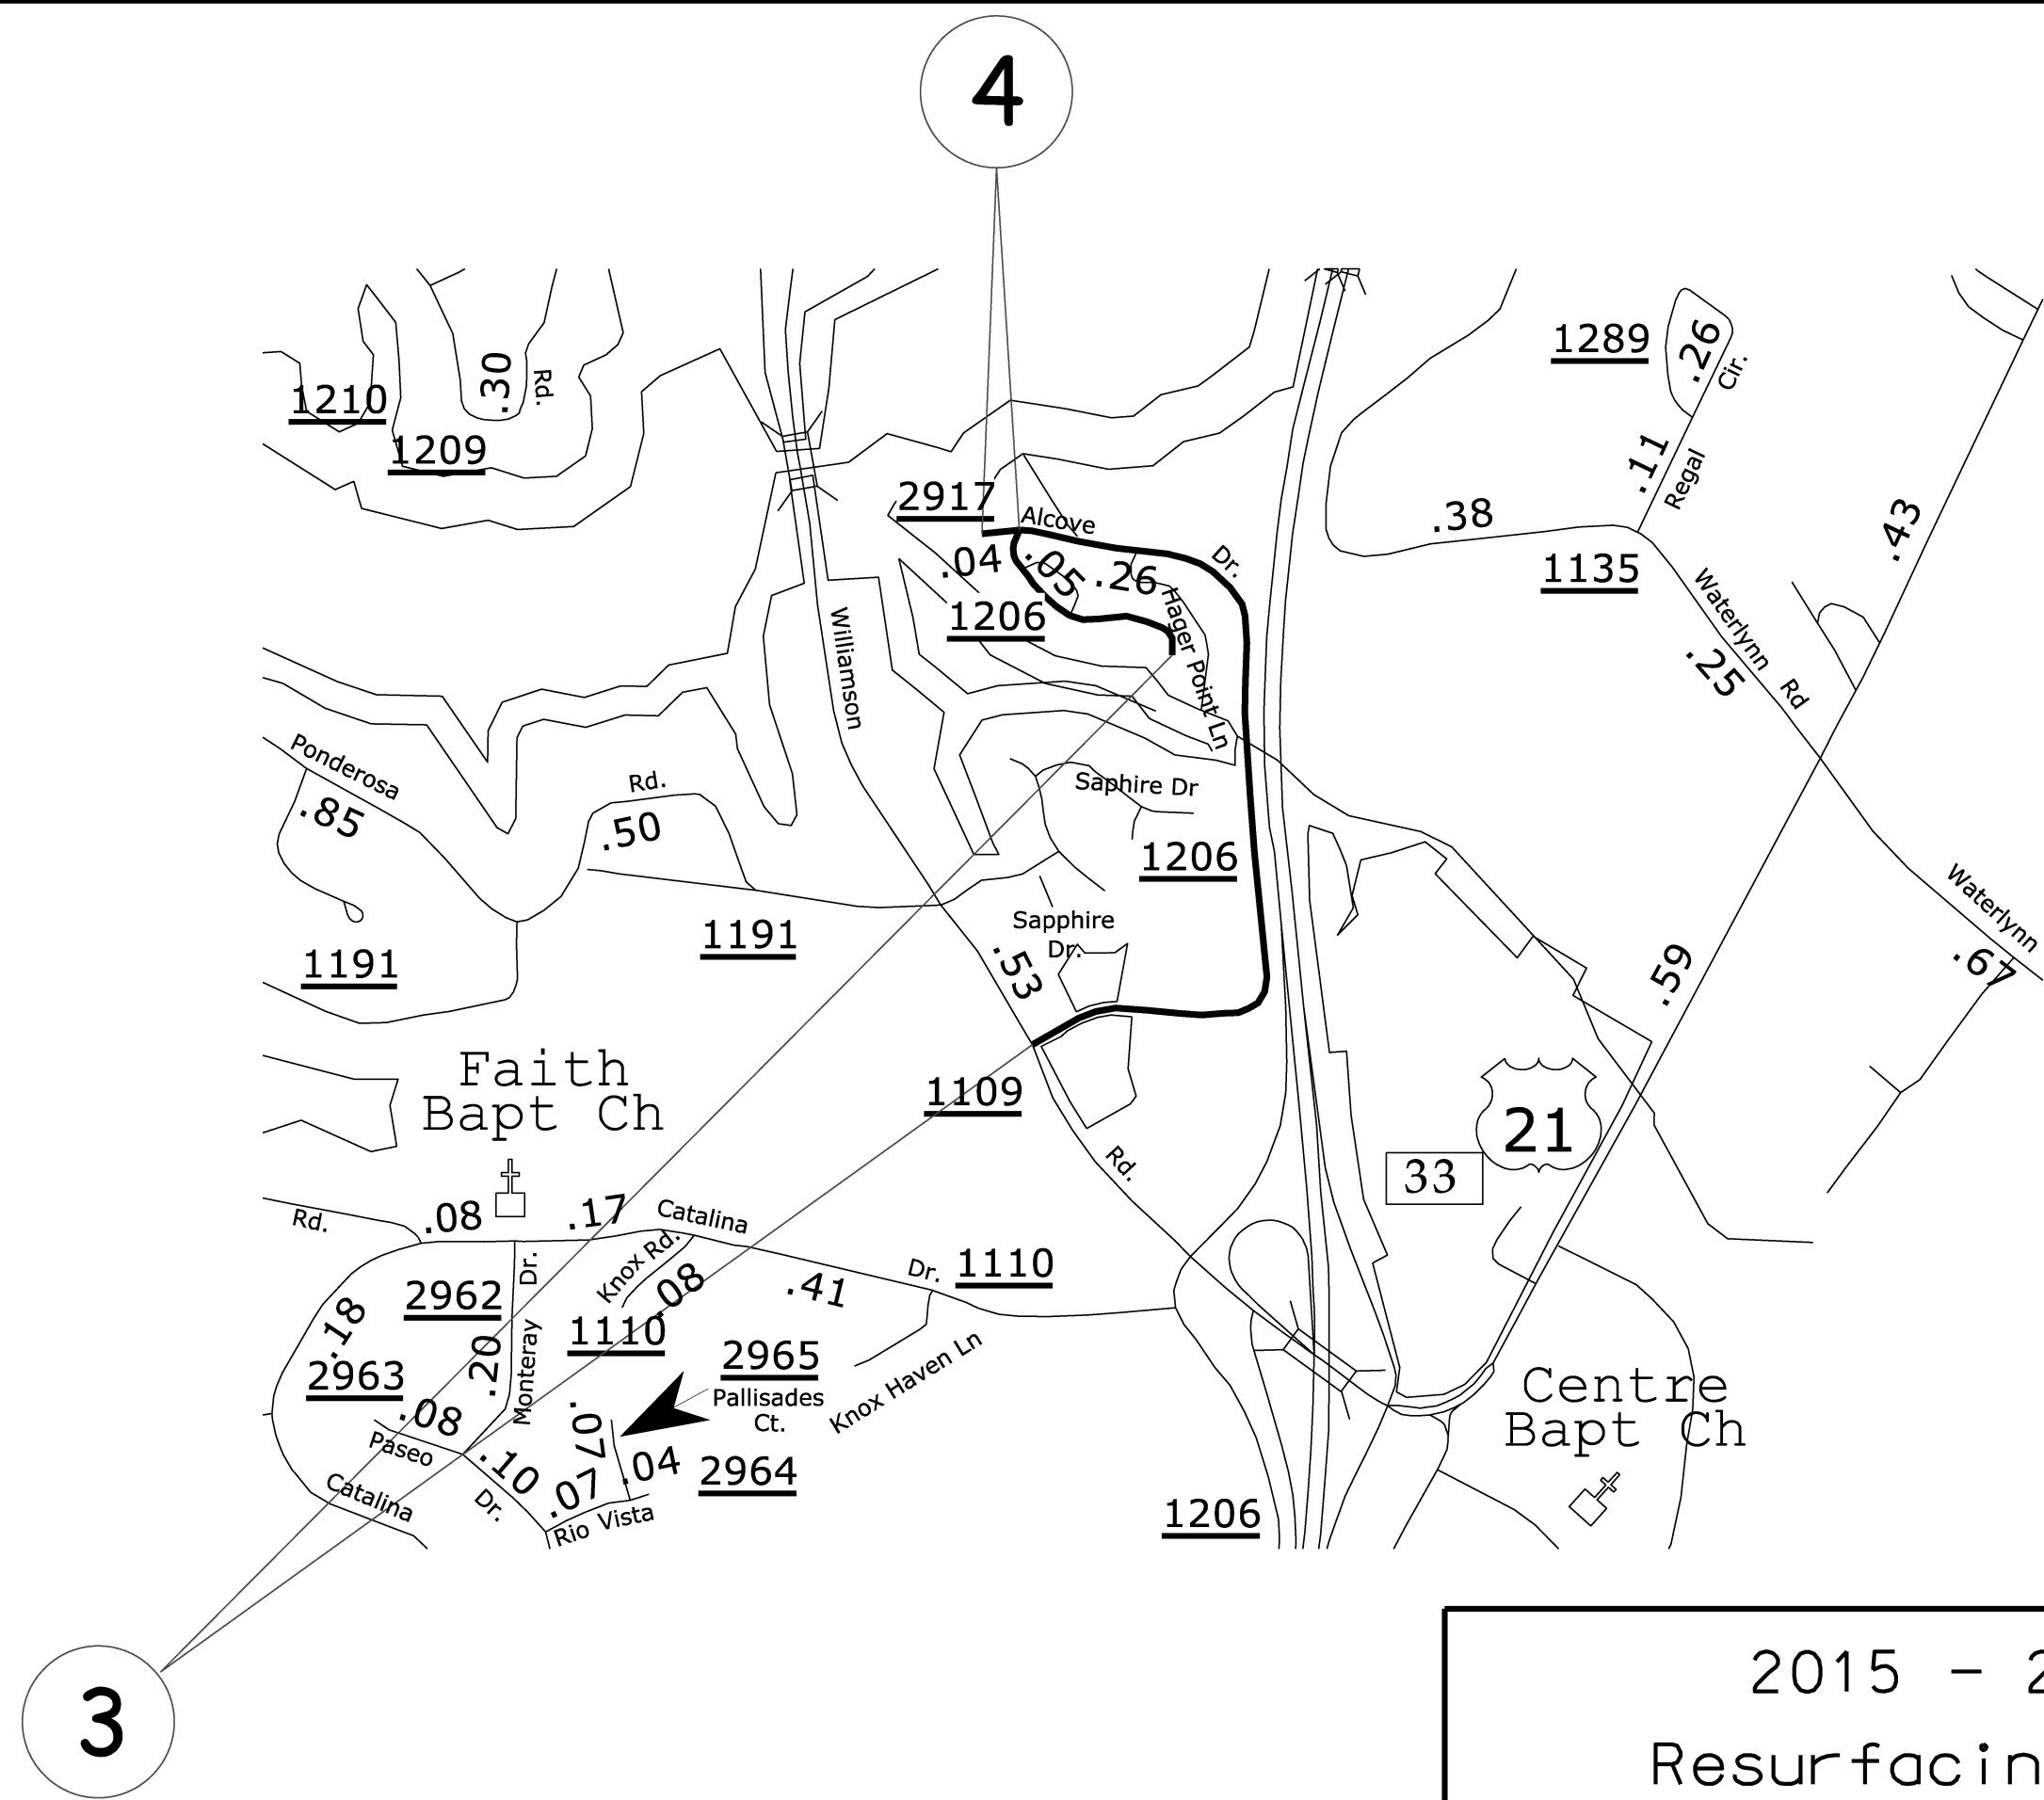 4
1289
.26
Cir.
.30
Rd.
1210
1209
.11
Regal
2917
Alcove
Dr.
.38
.43
.04
.05
.26
1135
1206
Hager Point Ln
Waterlynn
Rd
.25
Williamson
Ponderosa
.85
Rd.
.50
Saphire Dr
1206
Waterlynn
.67
Sapphire
Dr.
1191
1191
.53
.59
Faith
Bapt Ch
1109
21
33
Rd.
Rd.
.08
.17
Catalina
Dr.
1110
Knox Rd.
.08
.41
Dr.
2962
.18
1110
.20
Monteray
2965
Pallisades
Ct.
Knox Haven Ln
2963
.08
Paseo
.07
Centre
Bapt Ch
.10
.07
.04
2964
Catalina
Dr.
Rio Vista
1206
3
2015 - 2
Resurfacin